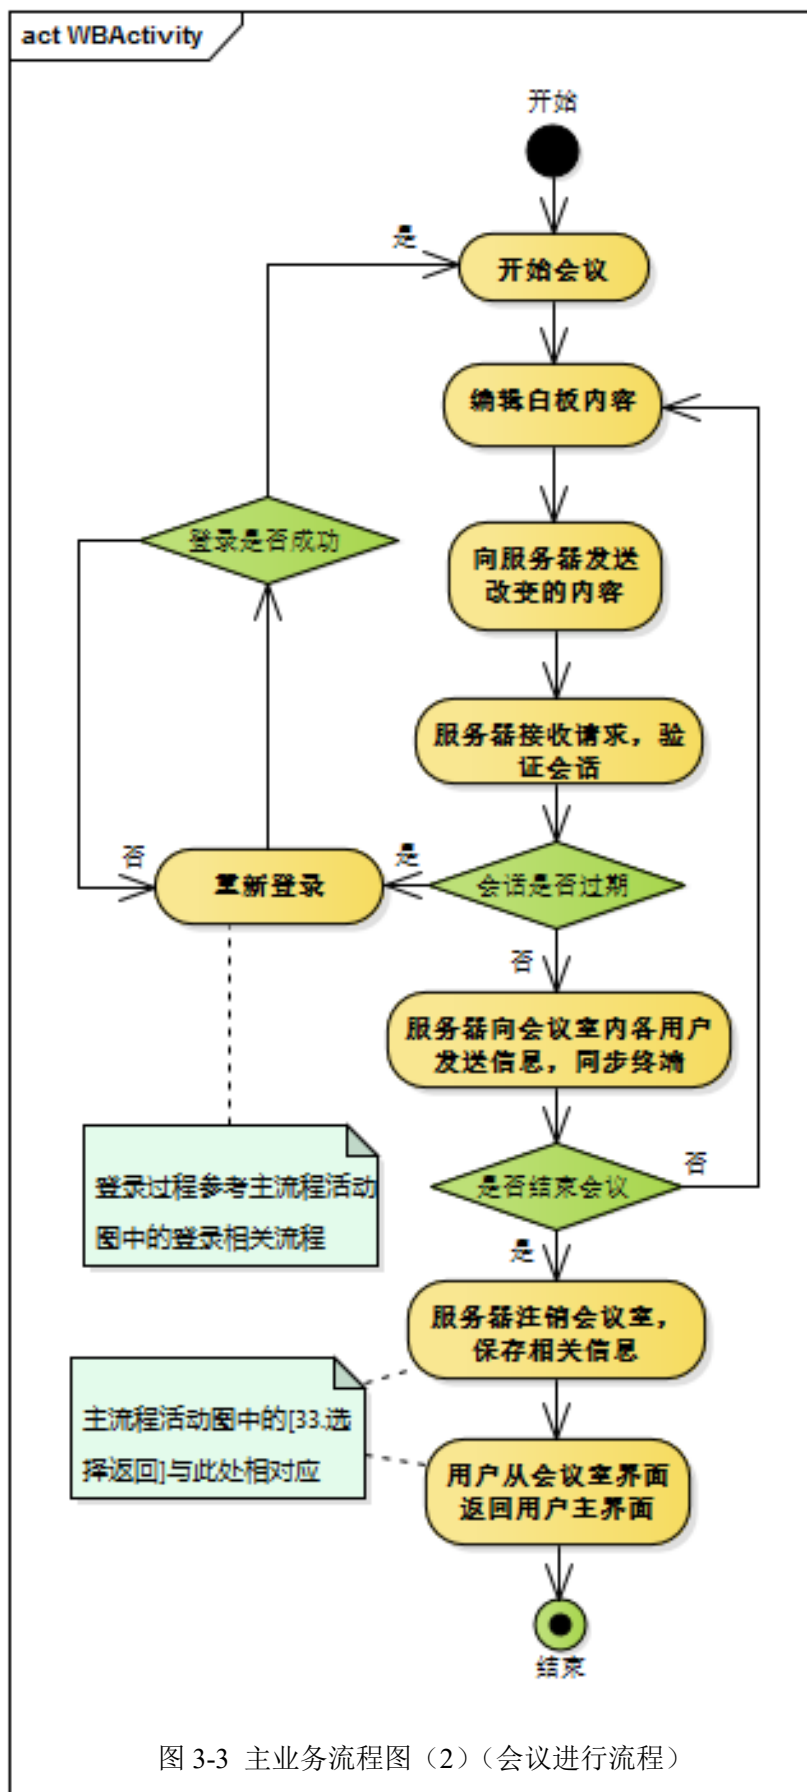 act WBActivity
开始
是
开始会议
编辑白板内容
登录是否成功
向服务器发送
改变的内容
服务器接收请求，验
证会话
否
重新登录
是
会话是否过期
否
服务器向会议室内各用户
发送信息，同步终端
登录过程参考主流程活动
图中的登录相关流程
是否结束会议
否
是
服务器注销会议室，
保存相关信息
主流程活动图中的[33.选
择返回]与此处相对应
用户从会议室界面
返回用户主界面
结束
图 3-3 主业务流程图（2）（会议进行流程）